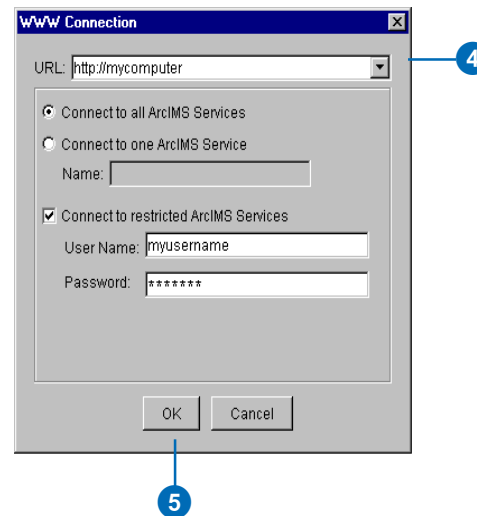 WWW Connection
URL: http://mycomputer
4
Connect to all ArcIMS Services
Connect to one ArcIMS Service
Name:
Connect to restricted ArcIMS Services
User Name: myusername
Password: *******
OK Cancel
5